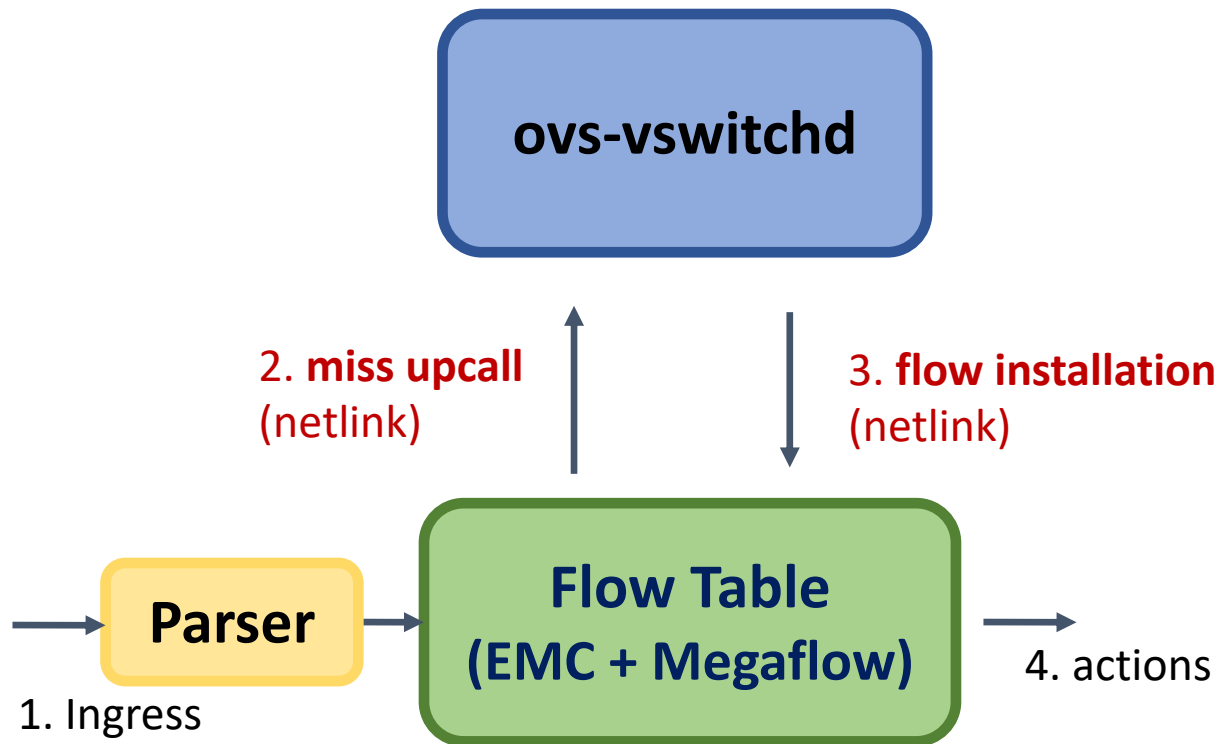 ovs-vswitchd
2. miss upcall
(netlink)
3. flow installation
(netlink)
Parser
Flow Table
(EMC + Megaflow)
1. Ingress
4. actions